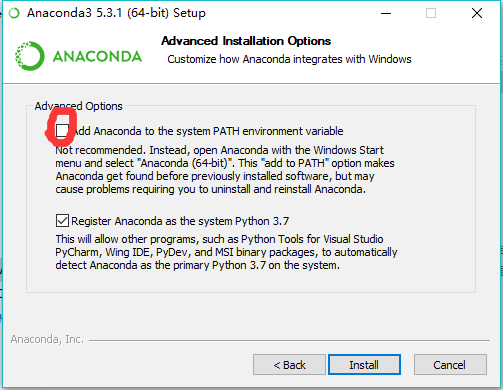 Anaconda3 5.3.1 (64-bit) Setup
ANACONDA
Advanced Installation Options
Customize how Anaconda integrates with Windows
Advanced Options
Add Anaconda to the system PATH environment variable
Not recommended. Instead, open Anaconda with the Windows Start
menu and select "Anaconda (64-bit)". This "add to PATH" option makes
Anaconda get found before previously installed software, but may
cause problems requiring you to uninstall and reinstall Anaconda.
Register Anaconda as the system Python 3.7
This will allow other programs, such as Python Tools for Visual Studio
PyCharm, Wing IDE, PyDev, and MSI binary packages, to automatically
detect Anaconda as the primary Python 3.7 on the system.
Anaconda, Inc.
< Back
Install
Cancel